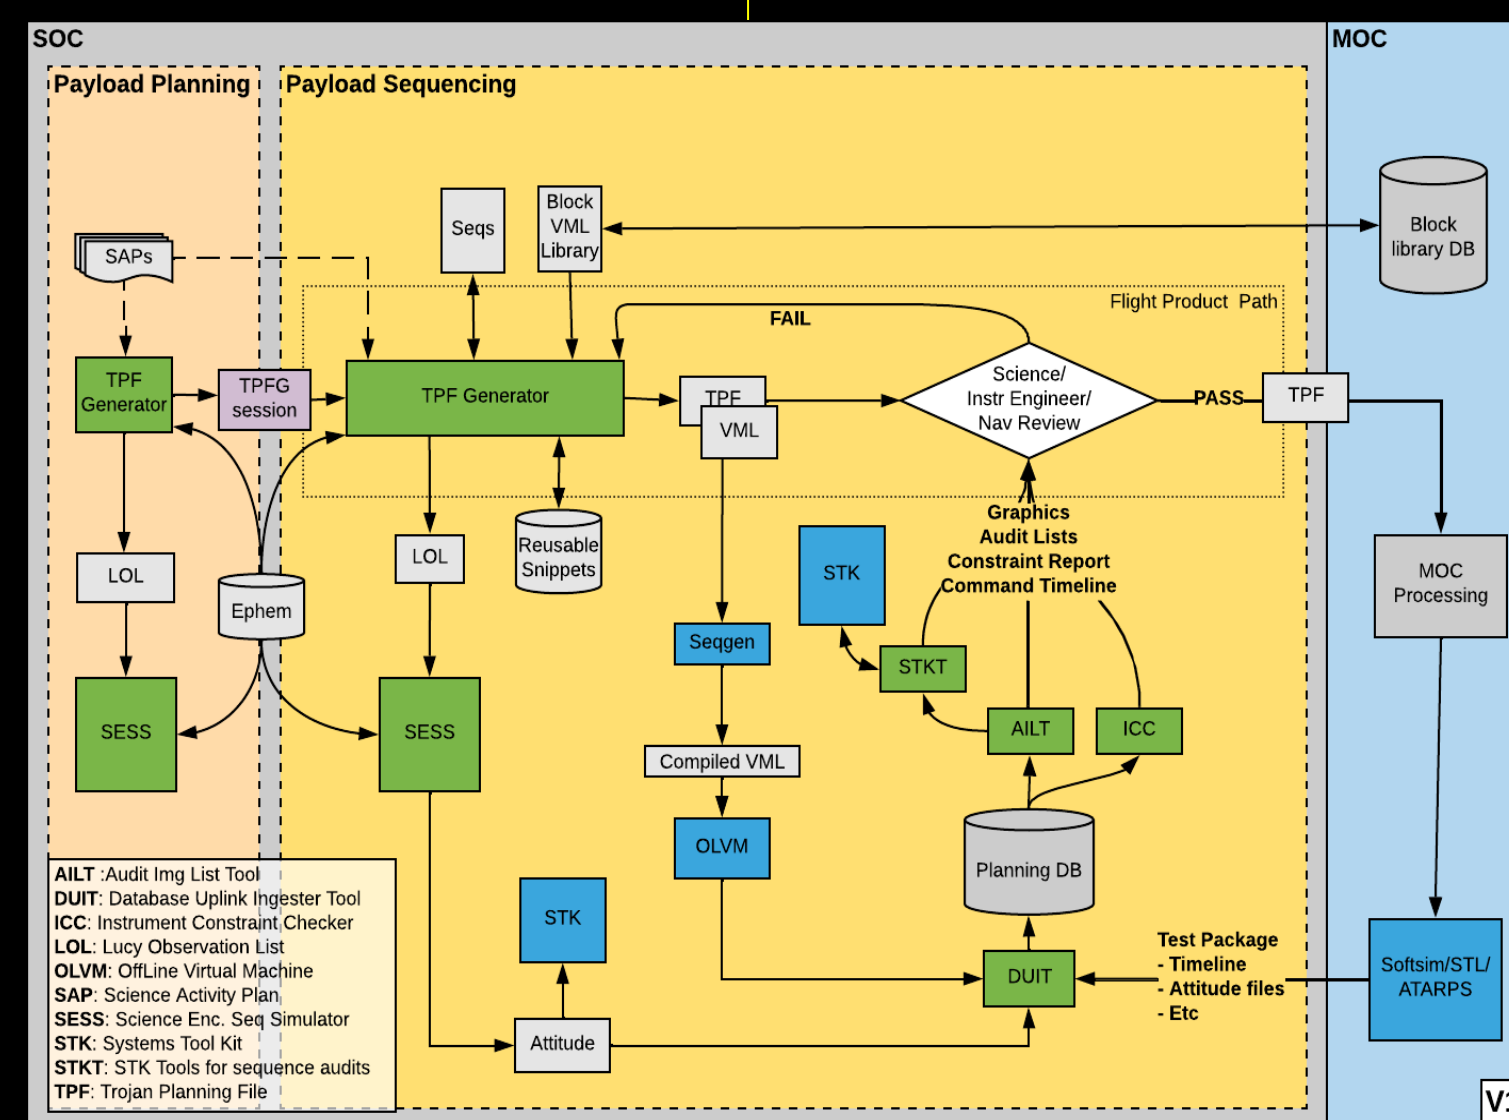 SOC
MOC
Payload Planning
Payload Sequencing
SAPs
Seqs
Block
VML
Library
Block
library DB
Flight Product Path
FAIL
TPF
Generator
TPFG
session
TPF Generator
TPF
VML
Science/
Instr Engineer/
Nav Review
PASS
TPF
LOL
Ephem
LOL
Reusable
Snippets
STK
Graphics
Audit Lists
Constraint Report
Command Timeline
MOC
Processing
Seqgen
STKT
SESS
SESS
AILT
ICC
Compiled VML
OLVM
Planning DB
STK
Attitude
DUIT
Test Package
- Timeline
- Attitude files
- Etc
Softsim/STL/
ATARPS
AILT :Audit Img List Tool
DUIT: Database Uplink Ingester Tool
ICC: Instrument Constraint Checker
LOL: Lucy Observation List
OLVM: OffLine Virtual Machine
SAP: Science Activity Plan
SESS: Science Enc. Seq Simulator
STK: Systems Tool Kit
STKT: STK Tools for sequence audits
TPF: Trojan Planning File